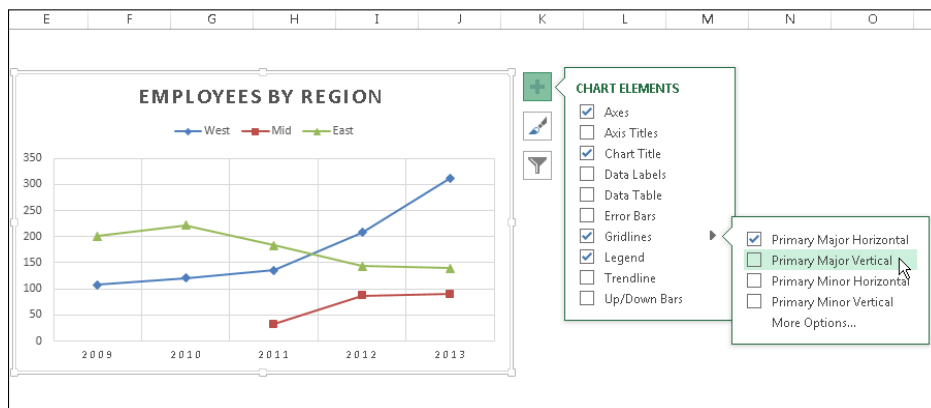 E F G H I J K L M N O
EMPLOYEES BY REGION
West Mid East
350
300
250
200
150
100
50
0
2009 2010 2011 2012 2013
CHART ELEMENTS
Axes
Axis Titles
Chart Title
Data Labels
Data Table
Error Bars
Gridlines
Legend
Trendline
Up/Down Bars
Primary Major Horizontal
Primary Major Vertical
Primary Minor Horizontal
Primary Minor Vertical
More Options...